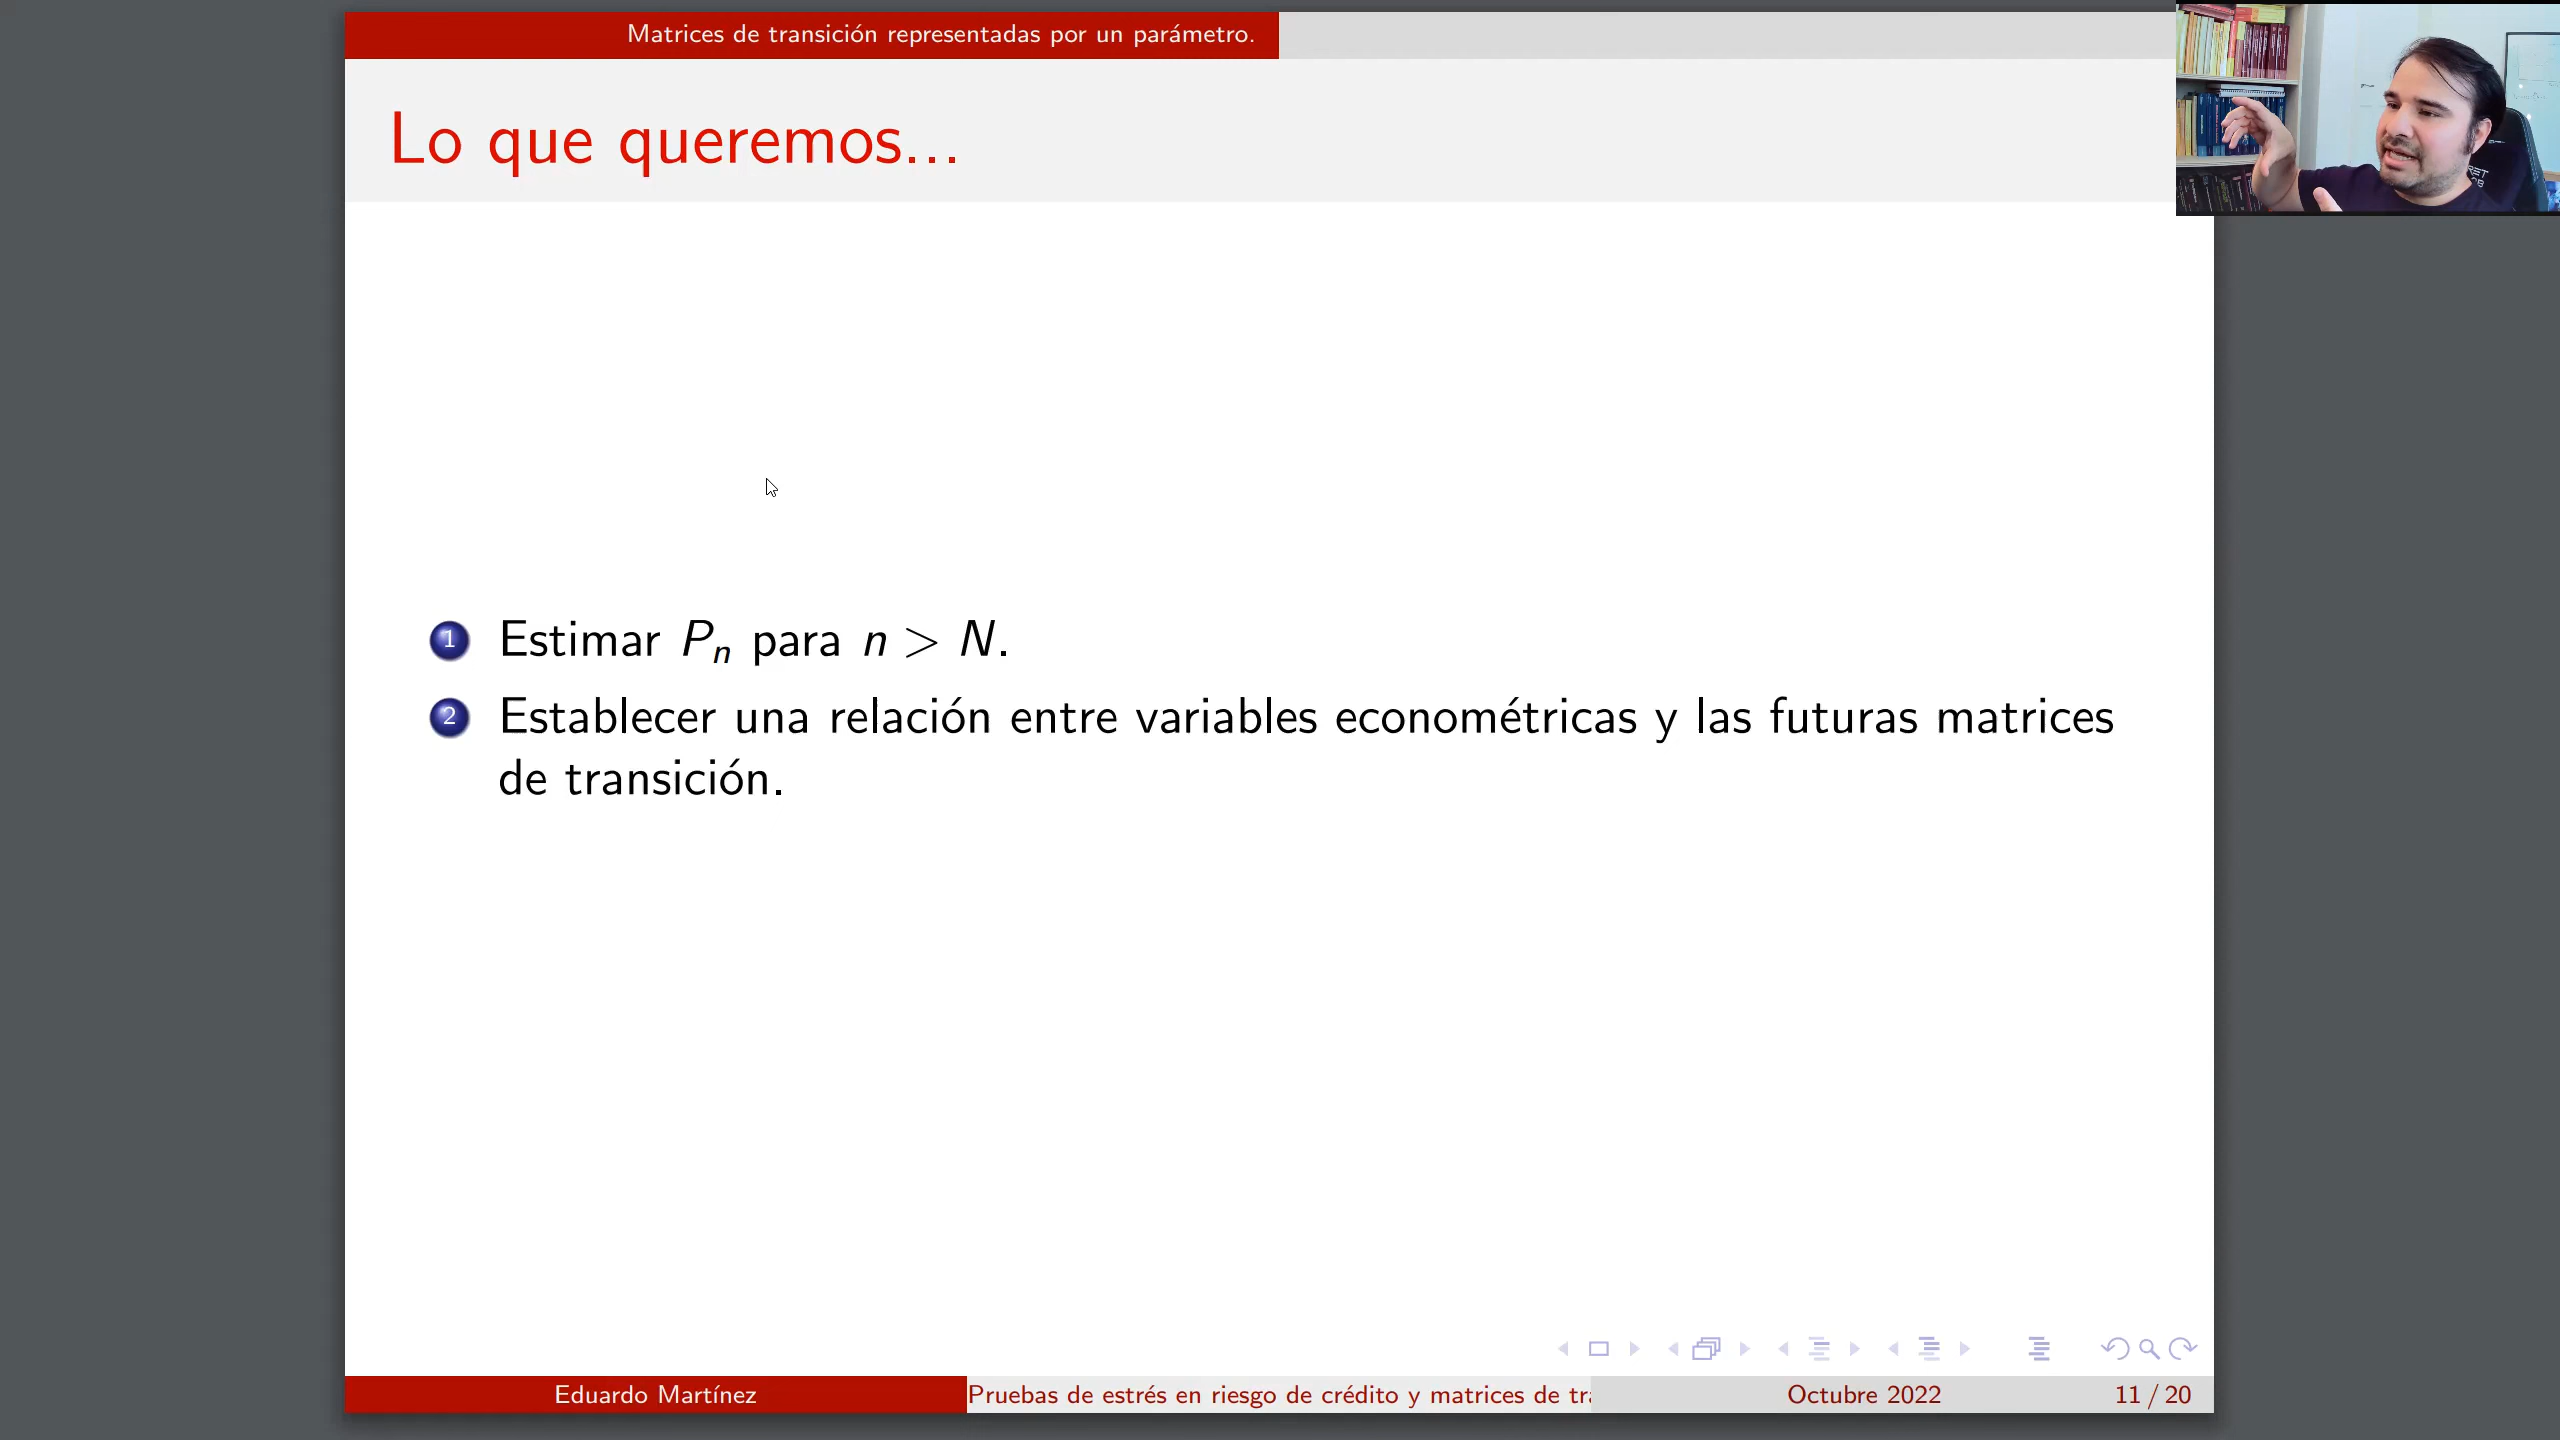 Matrices de transición representadas por un parámetro.
Lo que queremos...
1 Estimar Pn para n > N.
2 Establecer una relación entre variables econométricas y las futuras matrices
de transición.
Eduardo Martínez
Pruebas de estrés en riesgo de crédito y matrices de tra
Octubre 2022
11 / 20